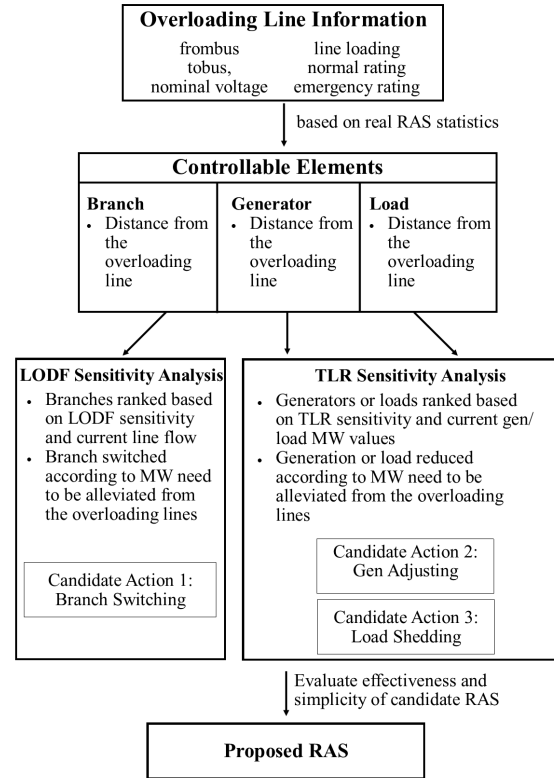 Overloading Line Information
frombus
tobus,
nominal voltage
line loading
normal rating
emergency rating
based on real RAS statistics
Controllable Elements
Branch
• Distance from
the
overloading
line
Generator
• Distance from
the
overloading
line
Load
• Distance from
the
overloading
line
LODF Sensitivity Analysis
• Branches ranked based
on LODF sensitivity
and current line flow
• Branch switched
according to MW need
to be alleviated from
the overloading lines
Candidate Action 1:
Branch Switching
TLR Sensitivity Analysis
• Generators or loads ranked based
on TLR sensitivity and current gen/
load MW values
• Generation or load reduced
according to MW need to be
alleviated from the overloading
lines
Candidate Action 2:
Gen Adjusting
Candidate Action 3:
Load Shedding
Evaluate effectiveness and
simplicity of candidate RAS
Proposed RAS